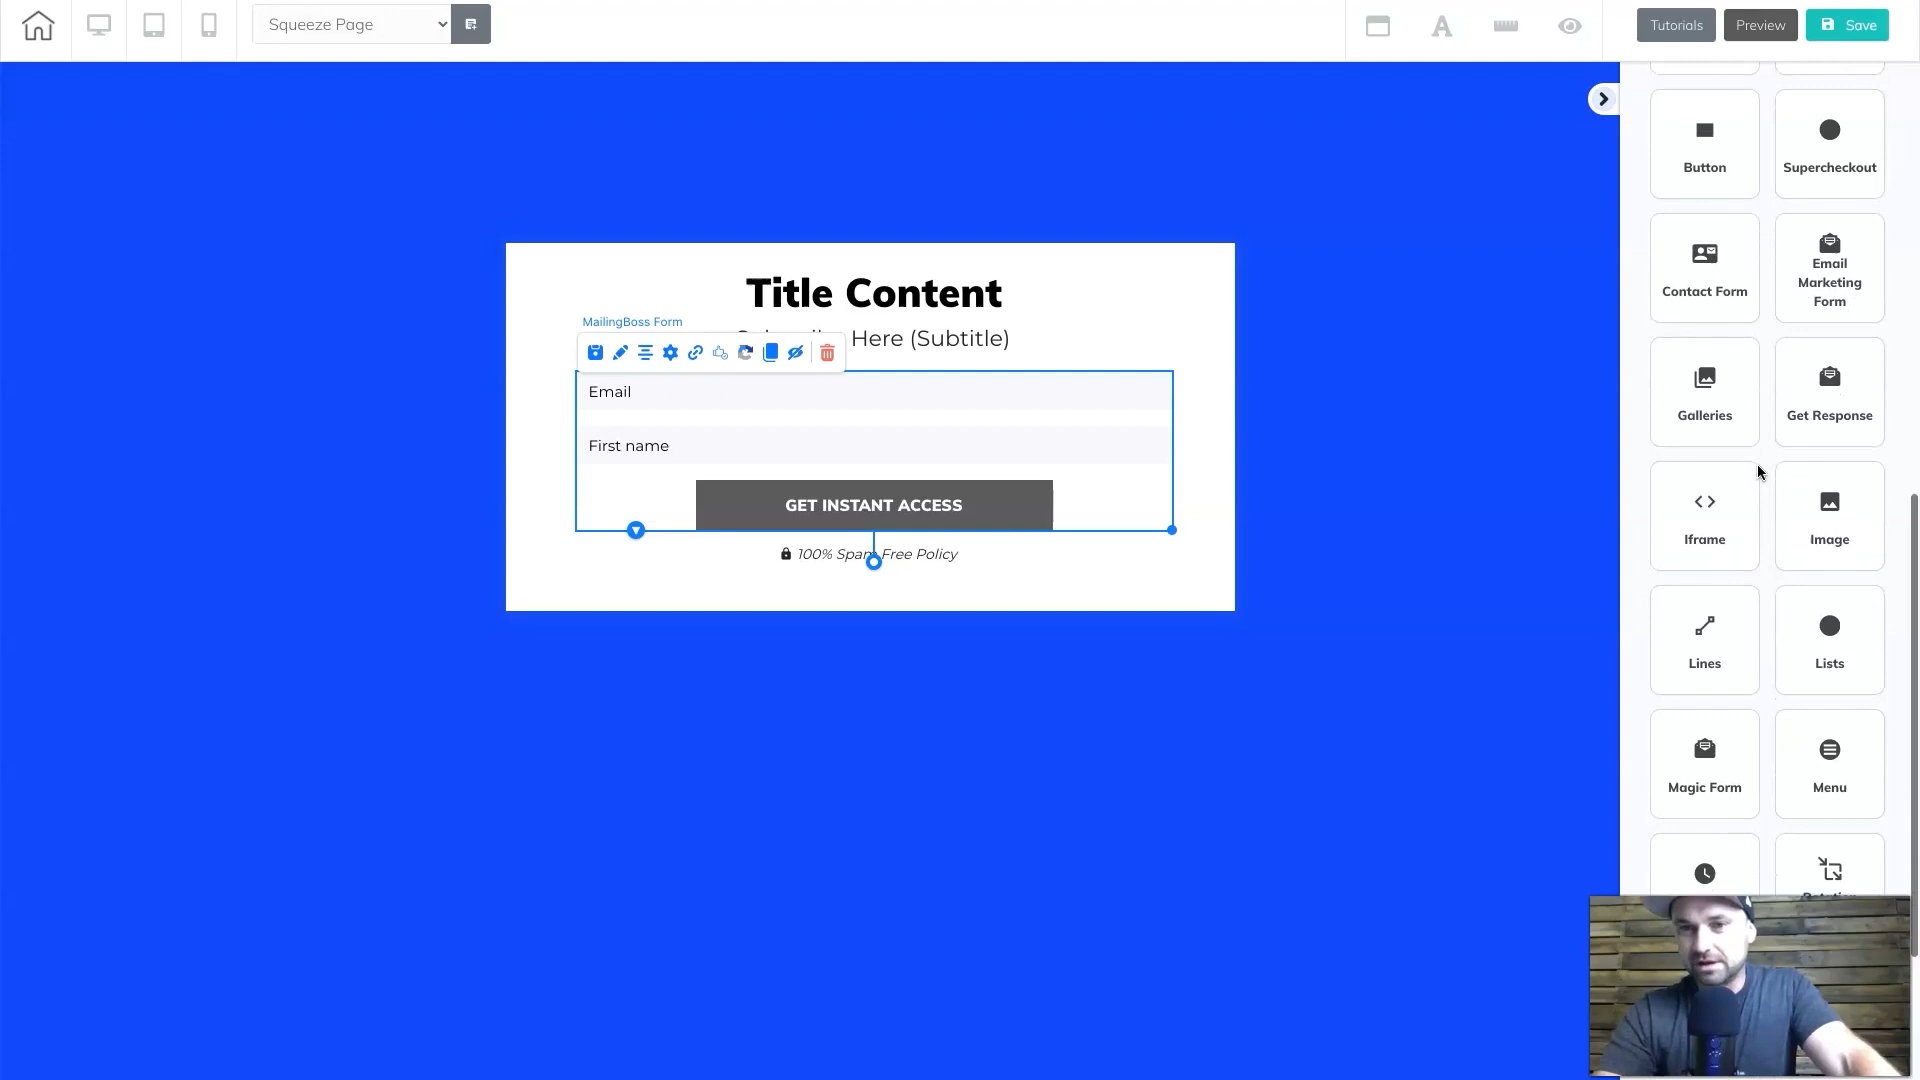 Squeeze Page
Tutorials
Preview
Save
Button
Supercheckout
Contact Form
Email
Marketing
Form
Galleries
Get Response
Iframe
Image
Lines
Lists
Magic Form
Menu
Title Content
MailingBoss Form
Here (Subtitle)
Email
First name
GET INSTANT ACCESS
100% Spam Free Policy